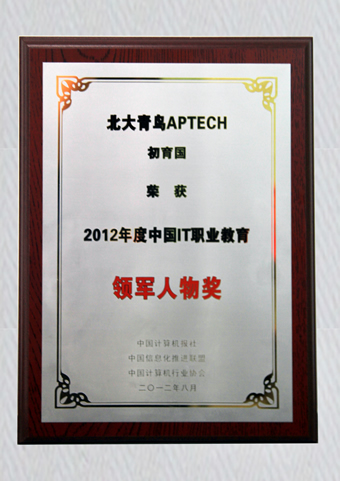 北大青鸟APTECH
初育国
荣 获
2012年度中国IT职业教育
领军人物奖
中国计算机报社
中国信息化推进联盟
中国计算机行业协会
二〇一二年八月